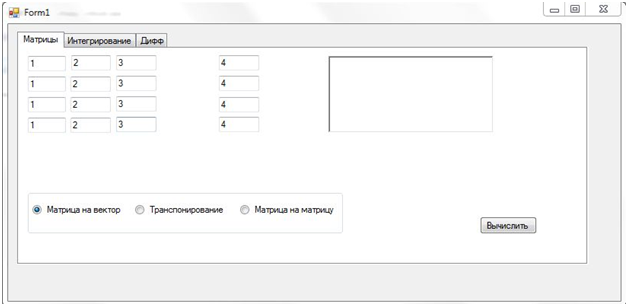 Form1
Матрицы Интегрирование Дифф
1 2 3 4
1 2 3 4
1 2 3 4
1 2 3 4
Матрица на вектор Транспонирование Матрица на матрицу
Вычислить